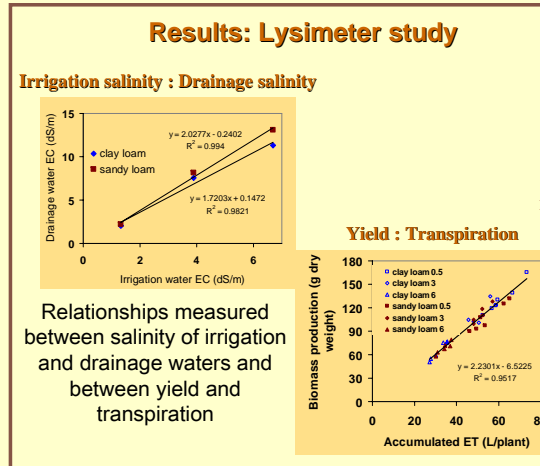 Results: Lysimeter study
Irrigation salinity : Drainage salinity
Drainage water EC (dS/m)
15
10
5
0
y = 2.0277x - 0.2402
R² = 0.994
clay loam
sandy loam
y = 1.7203x + 0.1472
R² = 0.9821
0 2 4 6
Irrigation water EC (dS/m)
Relationships measured
between salinity of irrigation
and drainage waters and
between yield and
transpiration
Yield : Transpiration
Biomass production (g dry
weight)
180
150
120
90
60
30
0
clay loam 0.5
clay loam 3
clay loam 6
sandy loam 0.5
sandy loam 3
sandy loam 6
y = 2.2301x - 6.5225
R² = 0.9517
0 20 40 60
Accumulated ET (L/plant)